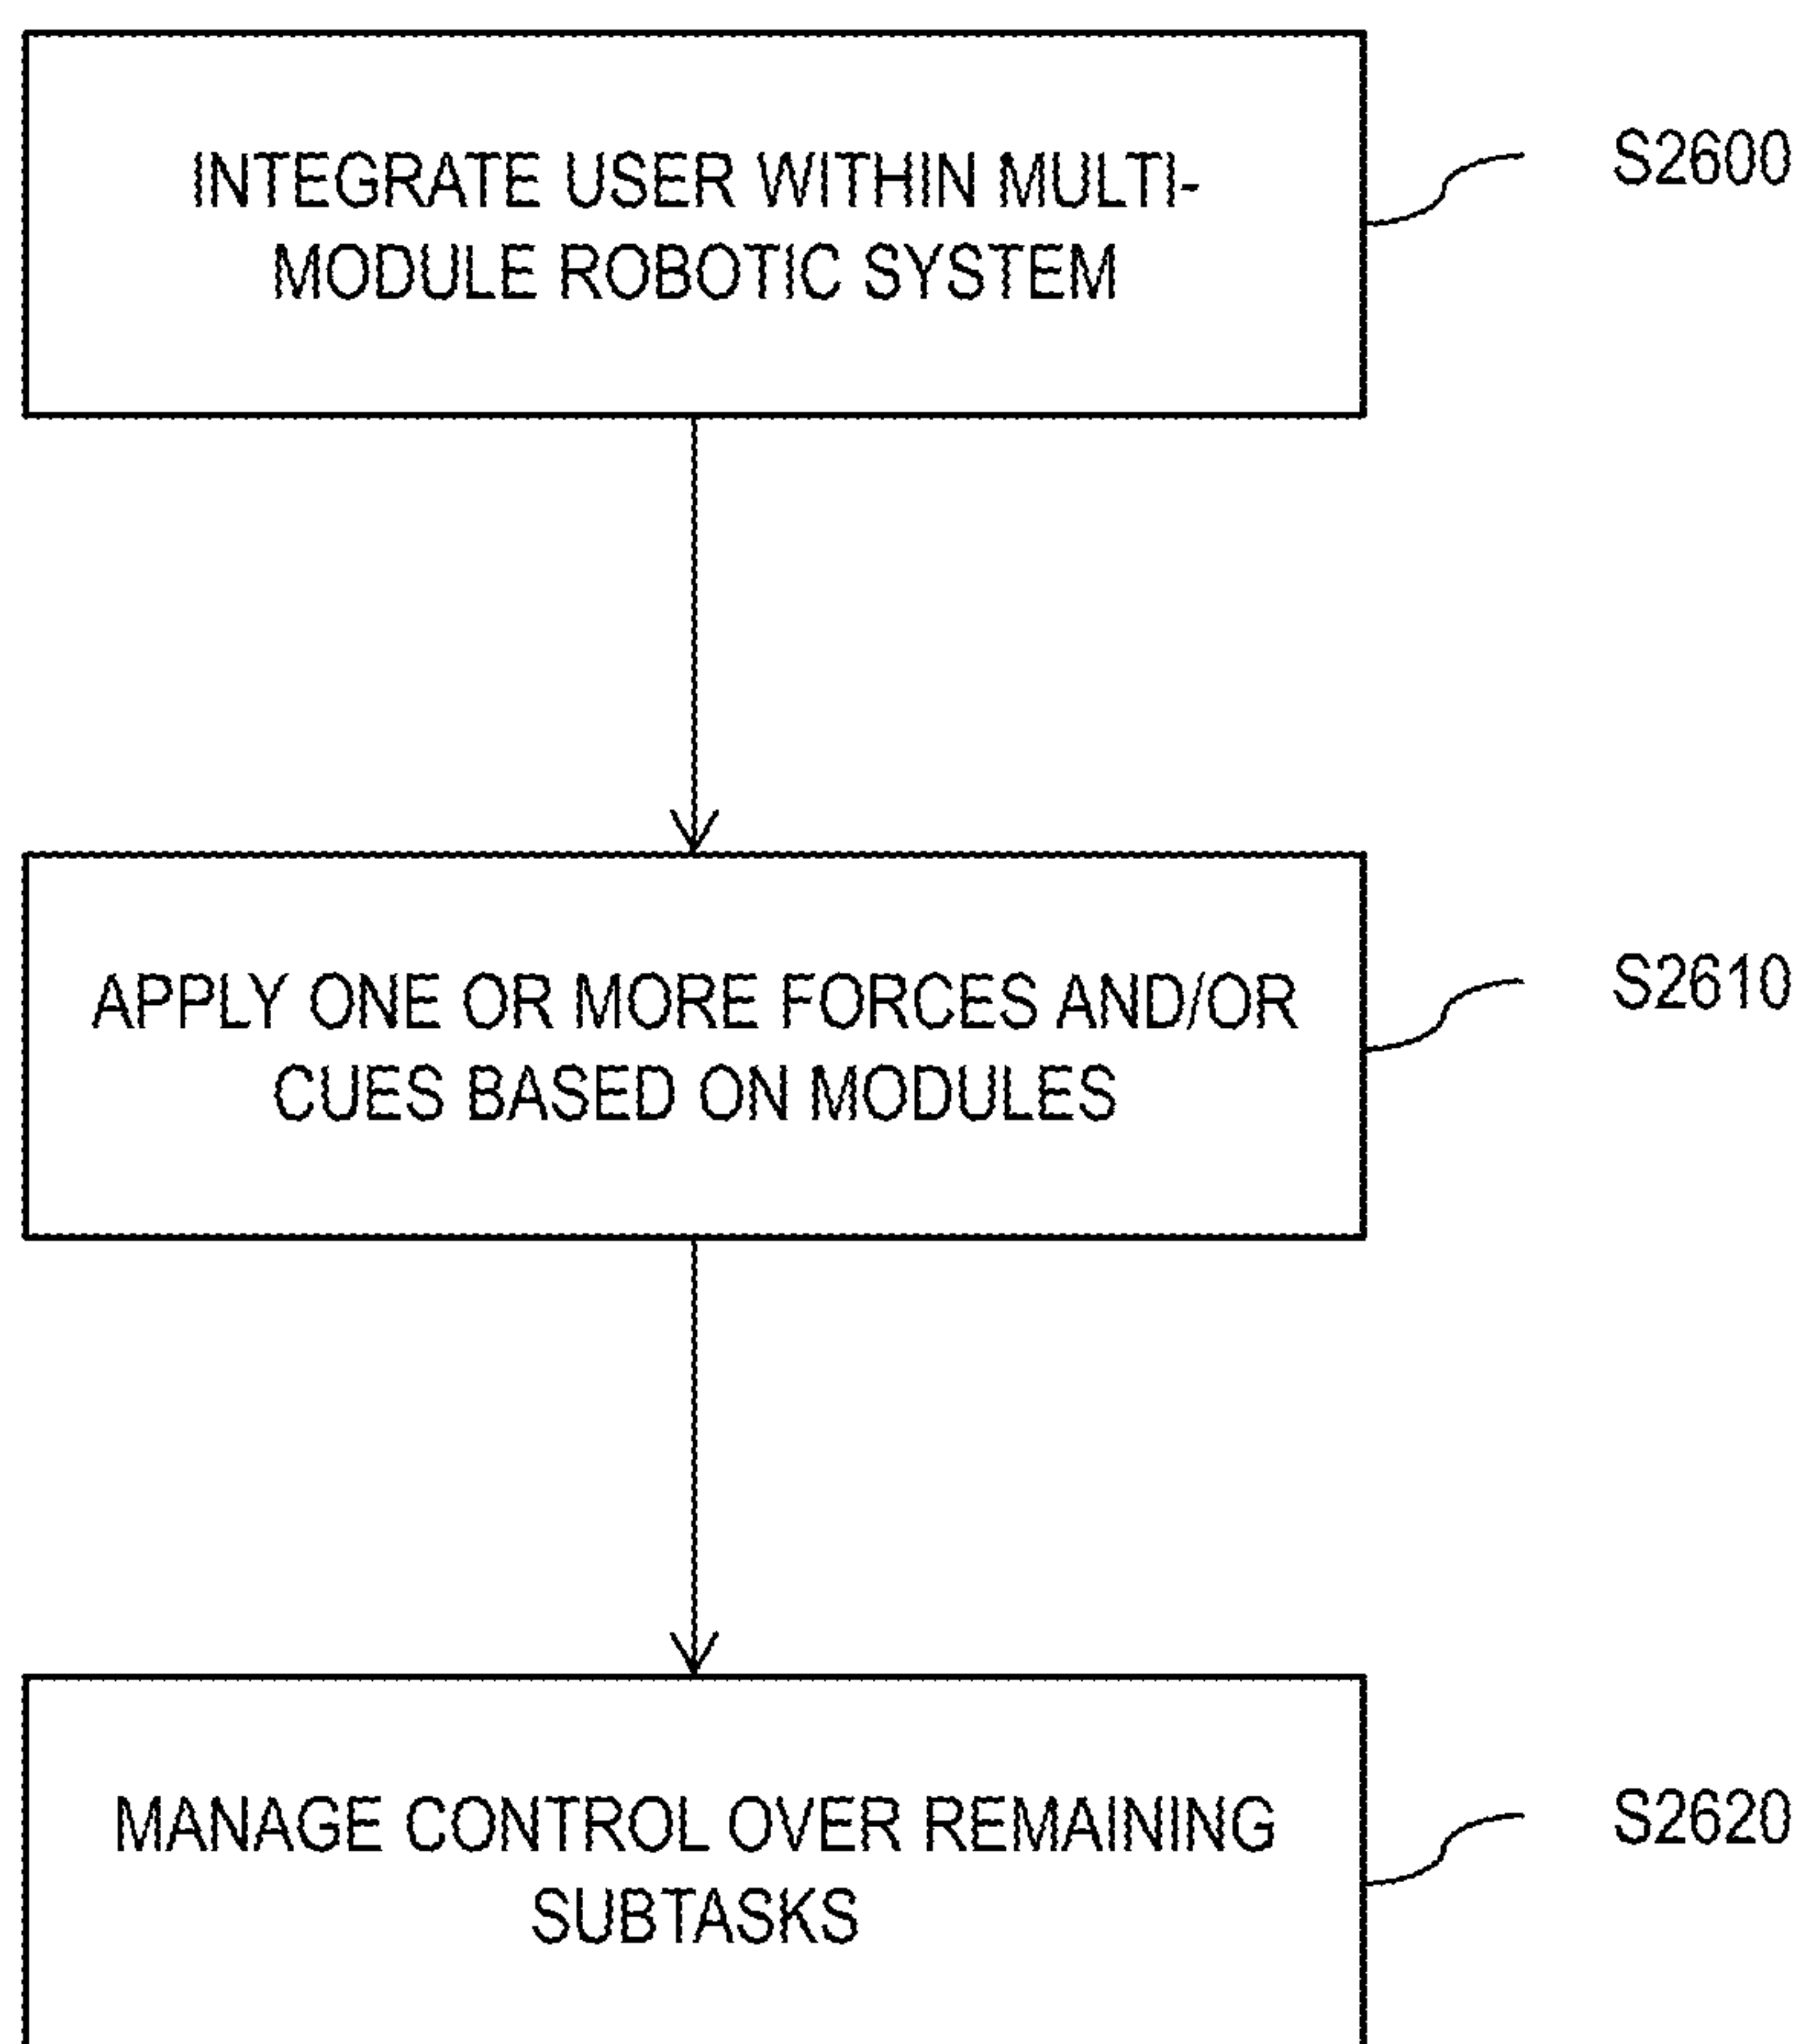 INTEGRATE USER WITHIN MULTI-
MODULE ROBOTIC SYSTEM
S2600
APPLY ONE OR MORE FORCES AND/OR
CUES BASED ON MODULES
S2610
MANAGE CONTROL OVER REMAINING
SUBTASKS
S2620